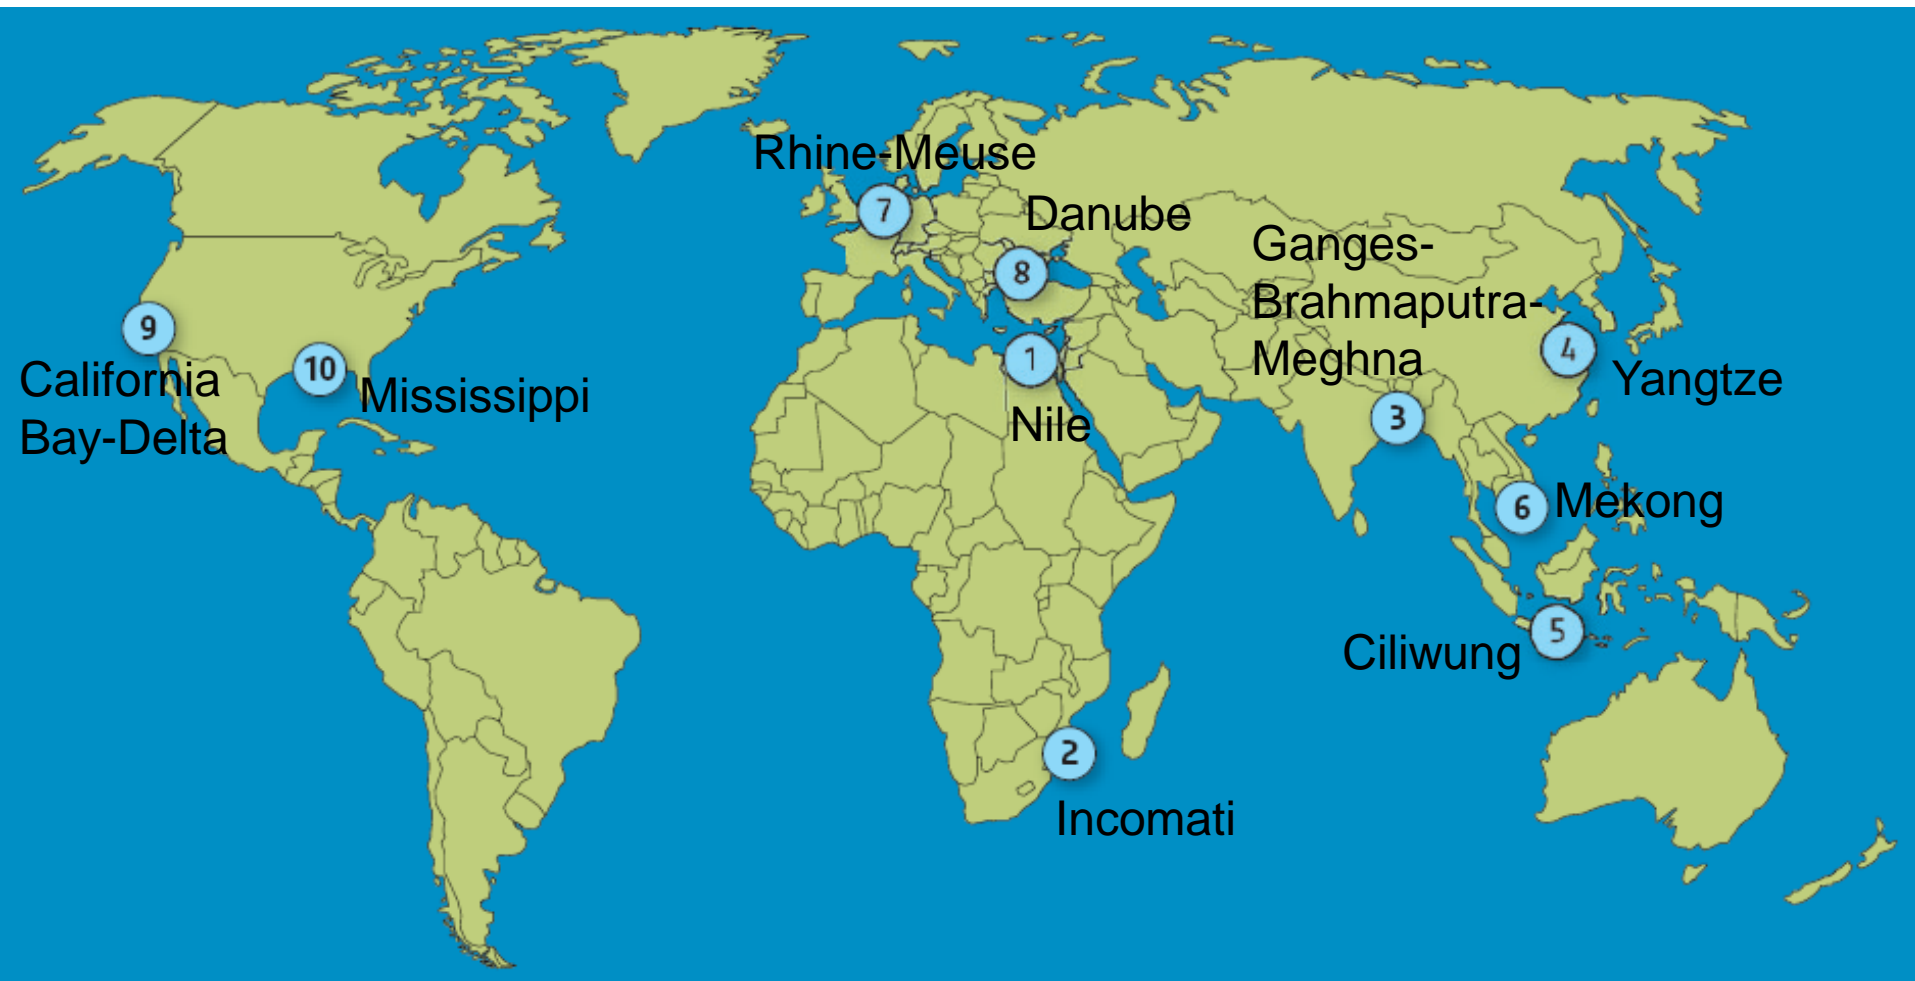 Rhine-Meuse
7
Danube
8
Ganges-
Brahmaputra-
Meghna
9
California
Bay-Delta
10
Mississippi
1
Nile
4
Yangtze
3
6
Mekong
5
Ciliwung
2
Incomati